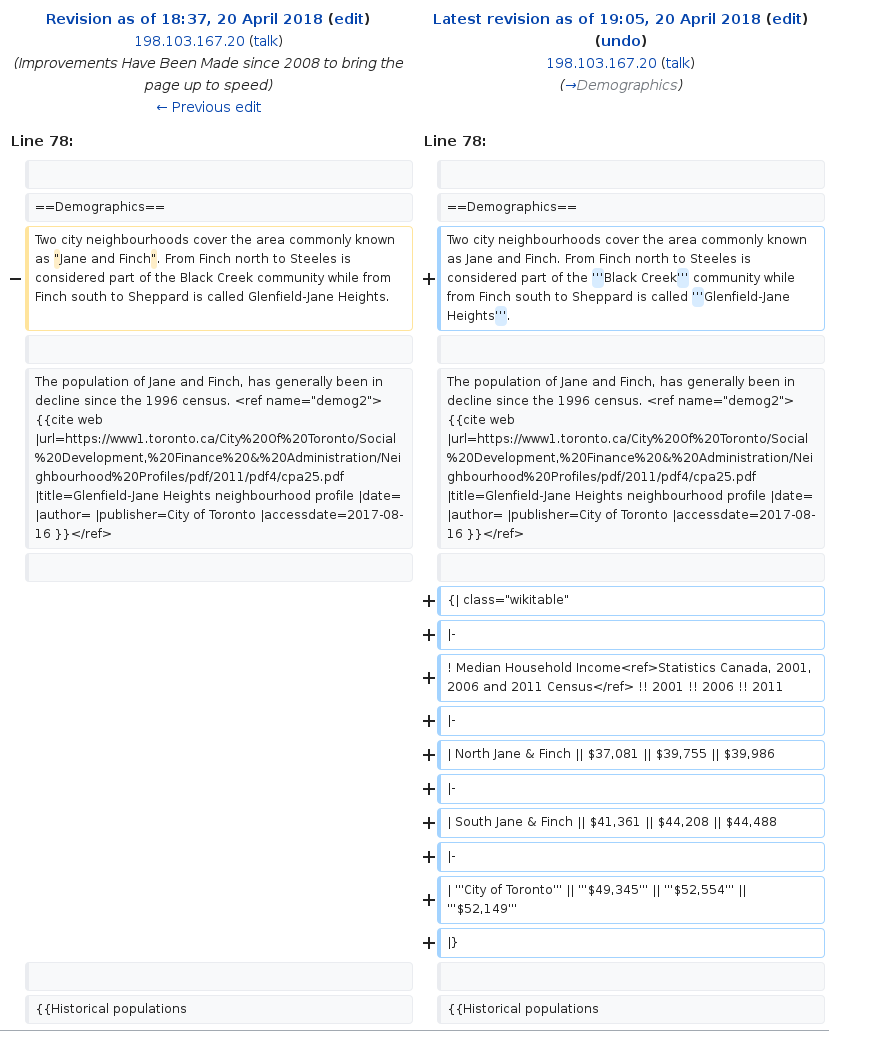 Revision as of 18:37, 20 April 2018 (edit)
198.103.167.20 (talk)
(Improvements Have Been Made since 2008 to bring the
page up to speed)
← Previous edit
Latest revision as of 19:05, 20 April 2018 (edit)
(undo)
198.103.167.20 (talk)
(→Demographics)
Line 78:
Line 78:
==Demographics==
==Demographics==
−
Two city neighbourhoods cover the area commonly known
as "Jane and Finch". From Finch north to Steeles is
considered part of the Black Creek community while from
Finch south to Sheppard is called Glenfield-Jane Heights.
+
Two city neighbourhoods cover the area commonly known
as Jane and Finch. From Finch north to Steeles is
considered part of the '''Black Creek''' community while
from Finch south to Sheppard is called '''Glenfield-Jane
Heights'''.
The population of Jane and Finch, has generally been in
decline since the 1996 census. <ref name="demog2">
{{cite web
|url=https://www1.toronto.ca/City%20Of%20Toronto/Social
%20Development,%20Finance%20&%20Administration/Nei
ghbourhood%20Profiles/pdf/2011/pdf4/cpa25.pdf
|title=Glenfield-Jane Heights neighbourhood profile |date=
|author= |publisher=City of Toronto |accessdate=2017-08-
16 }}</ref>
The population of Jane and Finch, has generally been in
decline since the 1996 census. <ref name="demog2">
{{cite web
|url=https://www1.toronto.ca/City%20Of%20Toronto/Social
%20Development,%20Finance%20&%20Administration/Nei
ghbourhood%20Profiles/pdf/2011/pdf4/cpa25.pdf
|title=Glenfield-Jane Heights neighbourhood profile |date=
|author= |publisher=City of Toronto |accessdate=2017-08-
16 }}</ref>
+ {| class="wikitable"
+ |-
+ ! Median Household Income<ref>Statistics Canada, 2001,
2006 and 2011 Census</ref> !! 2001 !! 2006 !! 2011
+ |-
+ | North Jane & Finch || $37,081 || $39,755 || $39,986
+ |-
+ | South Jane & Finch || $41,361 || $44,208 || $44,488
+ |-
+ | '''City of Toronto''' || '''$49,345''' || '''$52,554''' ||
'''$52,149'''
+ |}
{{Historical populations
{{Historical populations